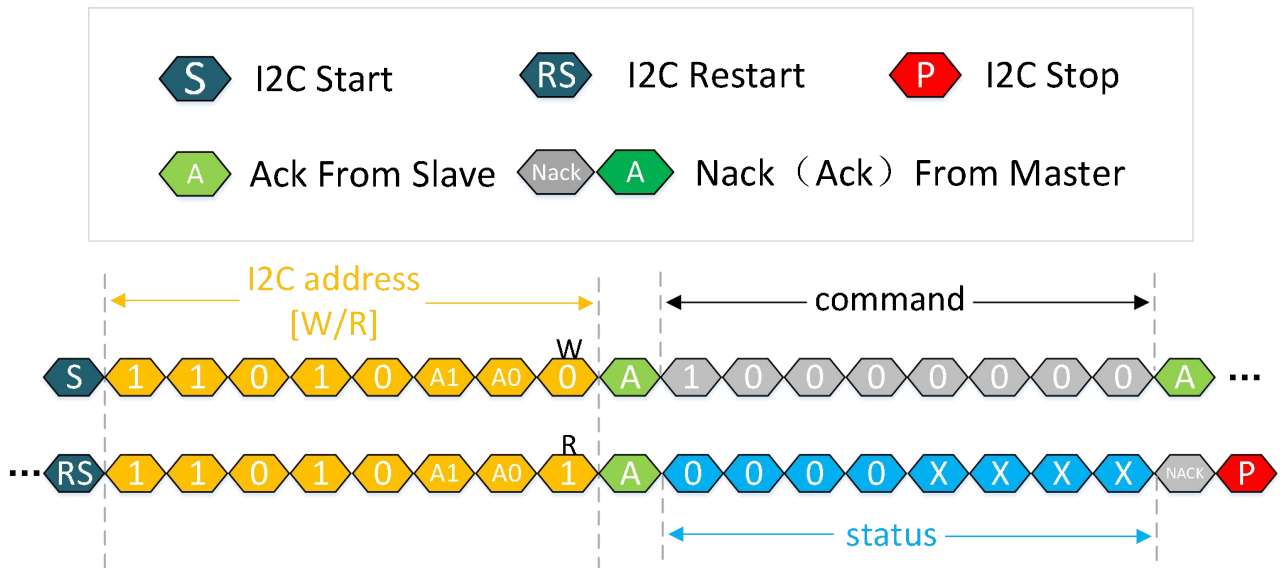 S I2C Start RS I2C Restart P I2C Stop
A Ack From Slave Nack A Nack（Ack）From Master
I2C address
[W/R]
command
W
S 1 1 0 1 0 A1 A0 0 A 1 0 0 0 0 0 0 0 A ...
R
... RS 1 1 0 1 0 A1 A0 1 A 0 0 0 0 X X X X NACK P
status